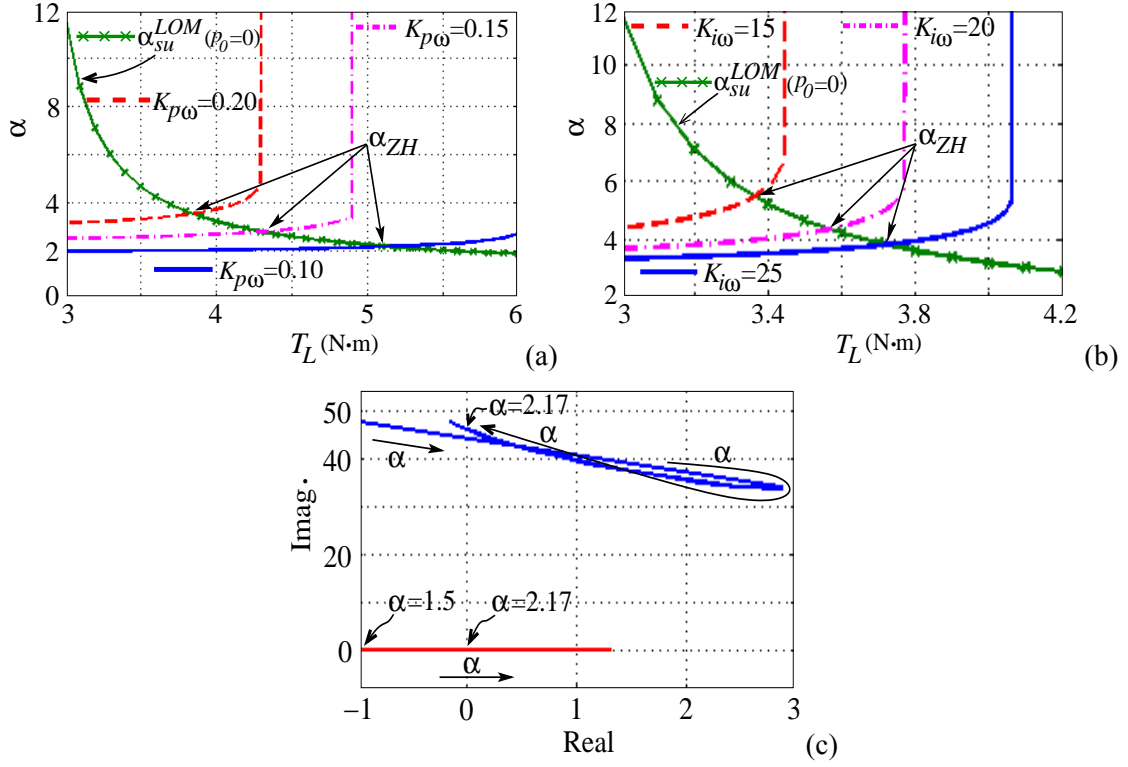 12
8
4
2
0
α
α_su^LOM (p_0=0)
K_pω=0.20
K_pω=0.15
α_ZH
K_pω=0.10
3 4 5 6
T_L (N·m)
(a)
12
10
8
6
4
2
α
K_iω=15
K_iω=20
α_su^LOM (p_0=0)
α_ZH
K_iω=25
3 3.4 3.8 4.2
T_L (N·m)
(b)
50
40
20
0
Imag.
α=2.17
α
α
α
α=1.5
α=2.17
α
−1 0 1 2 3
Real
(c)